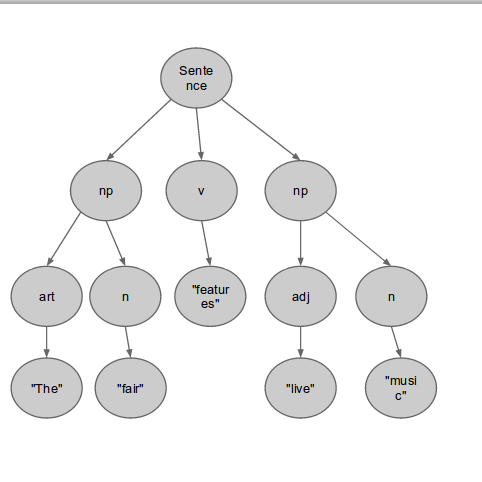 Sente
nce
np
v
np
art
n
"featur
es"
adj
n
"The"
"fair"
"live"
"musi
c"